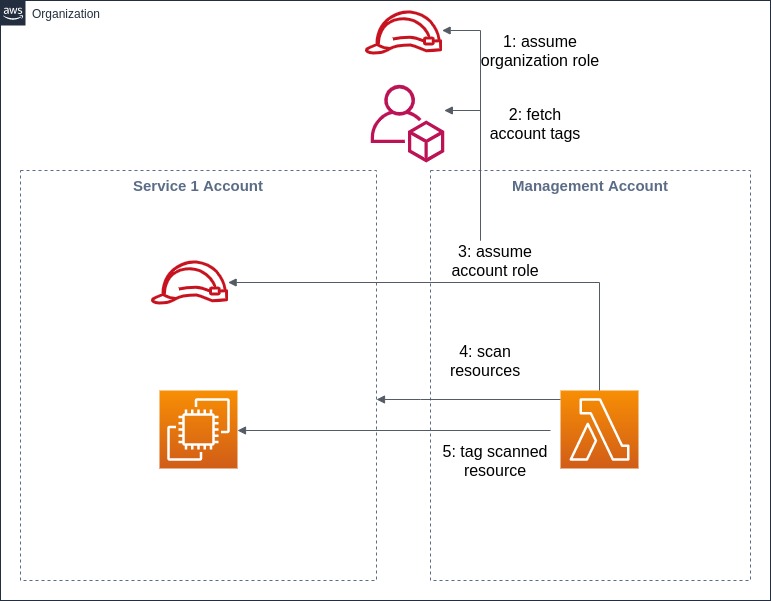 aws
Organization
1: assume
organization role
2: fetch
account tags
Service 1 Account
Management Account
3: assume
account role
4: scan
resources
5: tag scanned
resource